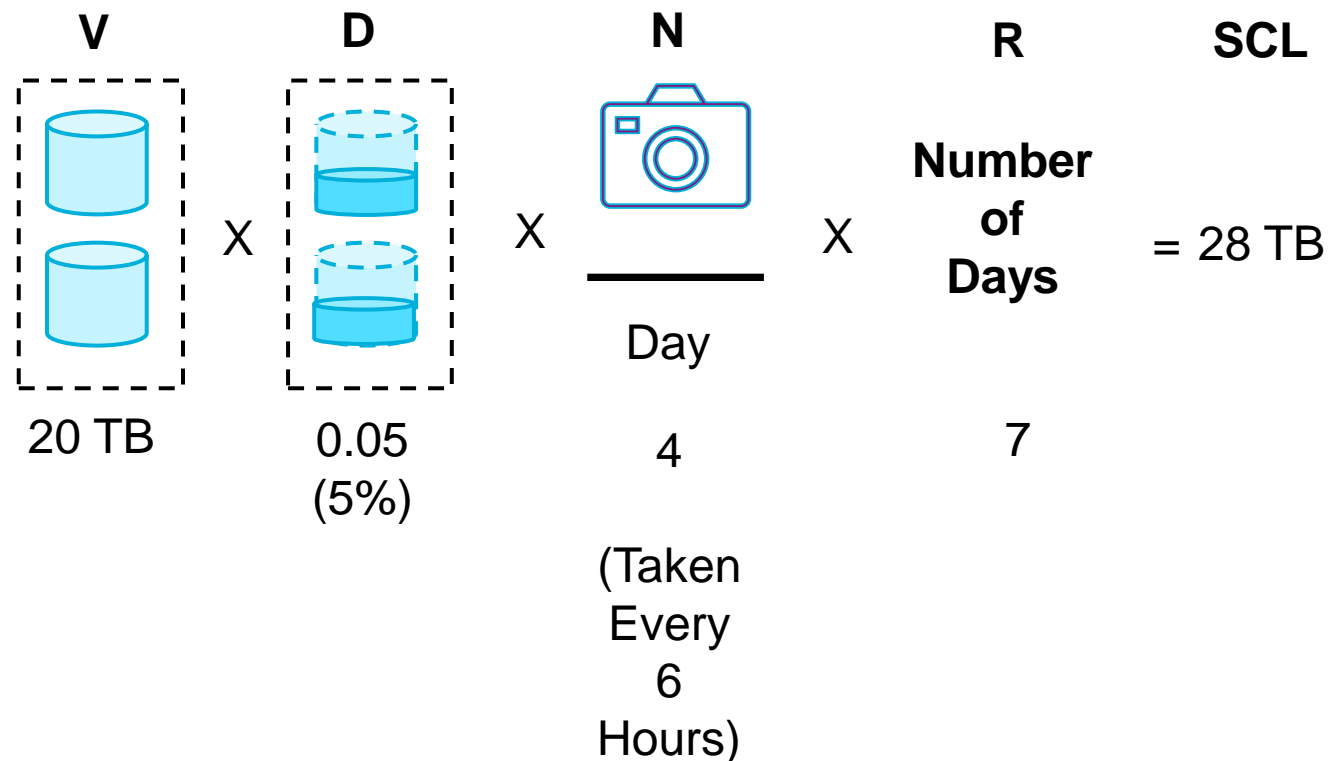 V
D
N
R
SCL
X
X
X
Number
of
Days
= 28 TB
Day
20 TB
0.05
(5%)
4
7
(Taken
Every
6
Hours)